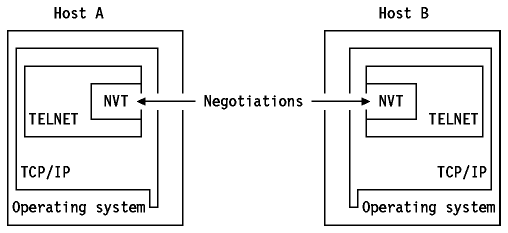 Host A Host B
NVT Negotiations NVT
TELNET TELNET
TCP/IP TCP/IP
Operating system Operating system